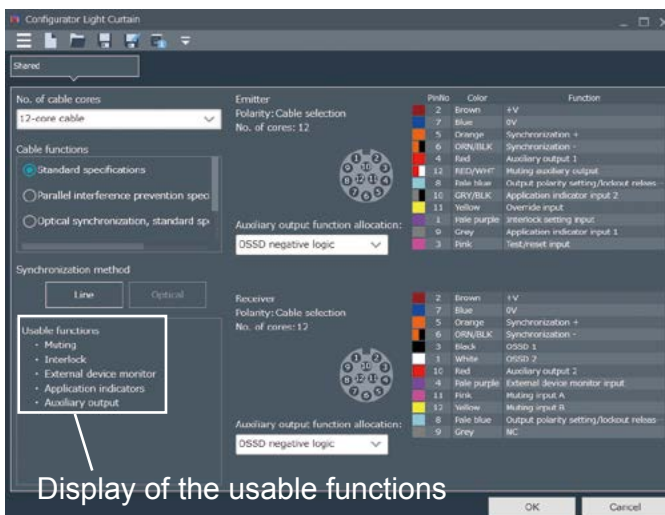 Configurator Light Curtain
Shared
No. of cable cores
12-core cable
Cable functions
Standard specifications
Parallel interference prevention speci
Optical synchronization, standard sp
Synchronization method
Line
Optical
Usable functions
・ Muting
・ Interlock
・ External device monitor
・ Application indicators
・ Auxiliary output
Emitter
Polarity: Cable selection
No. of cores: 12
Auxiliary output function allocation:
OSSD negative logic
PinNo Color Function
2 Brown +V
7 Blue 0V
5 Orange Synchronization +
6 ORN/BLK Synchronization -
4 Red Auxiliary output 1
12 RED/WHT Muting auxiliary output
8 Pale blue Output polarity setting/lockout releas
10 GRY/BLK Application indicator input 2
11 Yellow Override input
1 Pale purple Interlock setting input
9 Grey Application indicator input 1
3 Pink Test/reset input
Receiver
Polarity: Cable selection
No. of cores: 12
Auxiliary output function allocation:
OSSD negative logic
2 Brown +V
7 Blue 0V
5 Orange Synchronization +
6 ORN/BLK Synchronization -
3 Black OSSD 1
1 White OSSD 2
10 Red Auxiliary output 2
4 Pale purple External device monitor input
11 Pink Muting input A
12 Yellow Muting input B
8 Pale blue Output polarity setting/lockout releas
9 Grey NC
Display of the usable functions
OK
Cancel